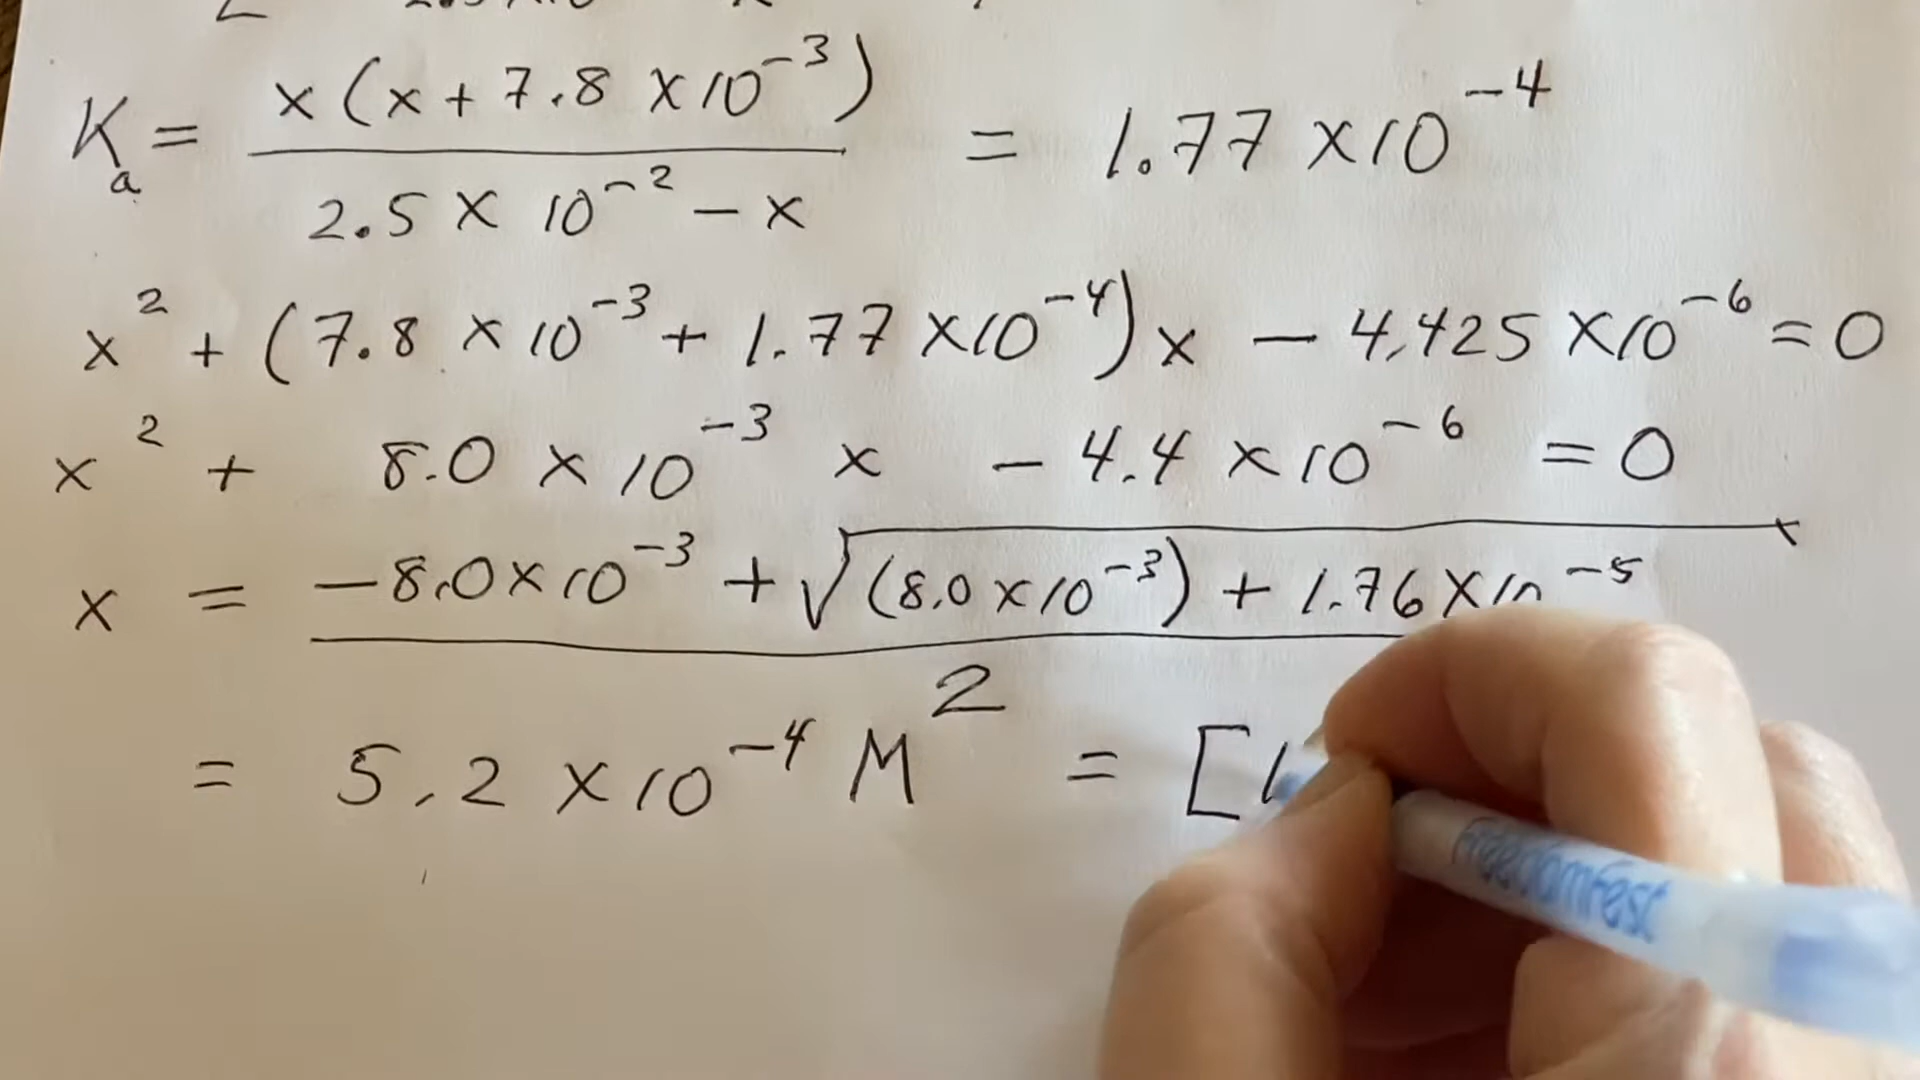 Ka = x(x + 7.8 x 10^-3) / 2.5 x 10^-2 - x = 1.77 x 10^-4
x^2 + (7.8 x 10^-3 + 1.77 x 10^-4) x - 4.425 x 10^-6 = 0
x^2 + 8.0 x 10^-3 x - 4.4 x 10^-6 = 0
x = -8.0 x 10^-3 + √((8.0 x 10^-3) + 1.76 x 10^-5) / 2
= 5.2 x 10^-4 M = [
FreedomFest